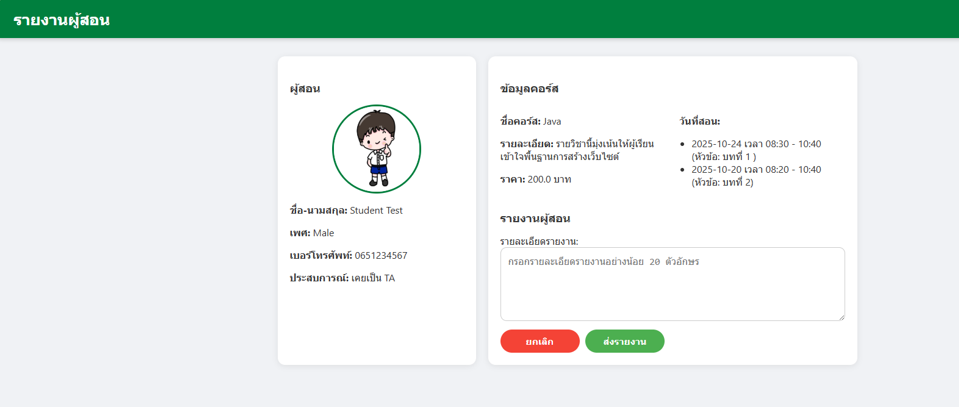 รายงานผู้สอน
ผู้สอน
ชื่อ-นามสกุล: Student Test
เพศ: Male
เบอร์โทรศัพท์: 0651234567
ประสบการณ์: เคยเป็น TA
ข้อมูลคอร์ส
ชื่อคอร์ส: Java
รายละเอียด: รายวิชานี้มุ่งเน้นให้ผู้เรียน
เข้าใจพื้นฐานการสร้างเว็บไซต์
ราคา: 200.0 บาท
วันที่สอน:
2025-10-24 เวลา 08:30 - 10:40
(หัวข้อ: บทที่ 1 )
2025-10-20 เวลา 08:20 - 10:40
(หัวข้อ: บทที่ 2)
รายงานผู้สอน
รายละเอียดรายงาน:
กรอกรายละเอียดรายงานอย่างน้อย 20 ตัวอักษร
ยกเลิก
ส่งรายงาน